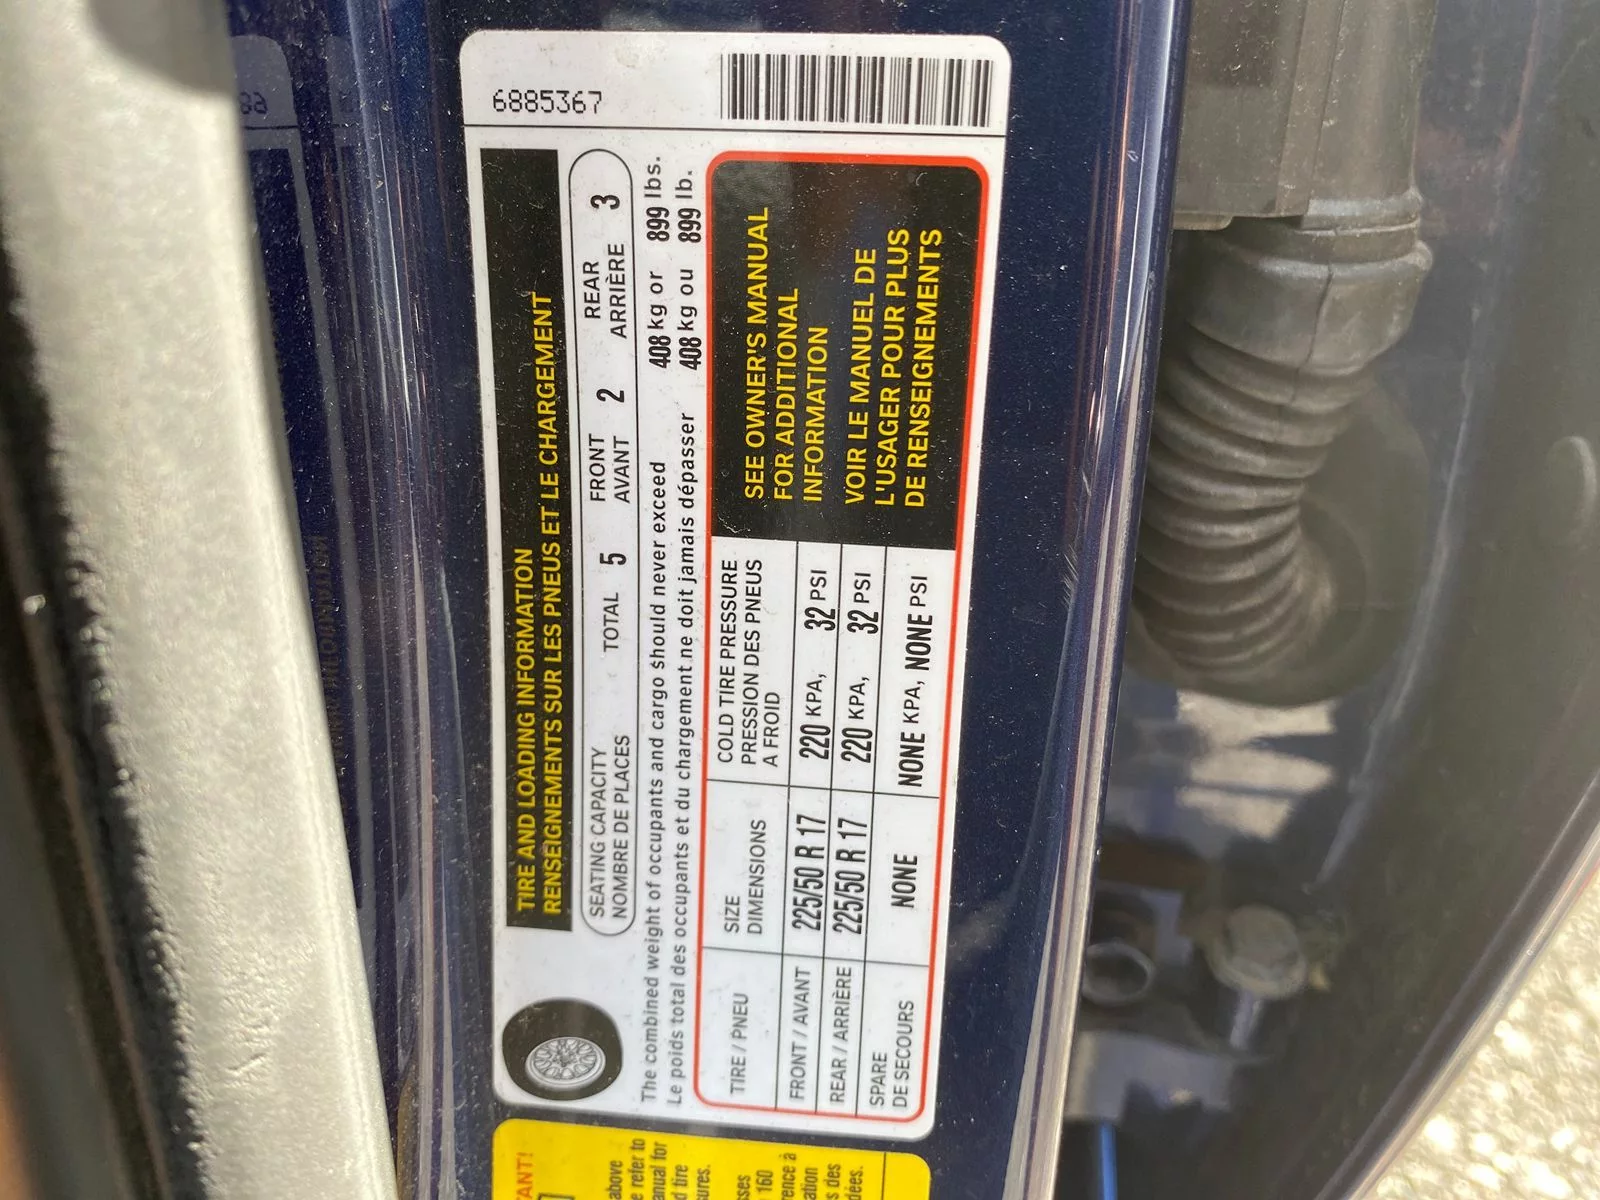 6885367
TIRE AND LOADING INFORMATION
RENSEIGNEMENTS SUR LES PNEUS ET LE CHARGEMENT
SEATING CAPACITY
NOMBRE DE PLACES
TOTAL 5
FRONT
AVANT 2
REAR
ARRIÈRE 3
The combined weight of occupants and cargo should never exceed 408 kg or 899 lbs.
Le poids total des occupants et du chargement ne doit jamais dépasser 408 kg ou 899 lb.
TIRE / PNEU
SIZE
DIMENSIONS
COLD TIRE PRESSURE
PRESSION DES PNEUS
A FROID
FRONT / AVANT 225/50 R 17 220 KPA, 32 PSI
REAR / ARRIÈRE 225/50 R 17 220 KPA, 32 PSI
SPARE
DE SECOURS NONE NONE KPA, NONE PSI
SEE OWNER'S MANUAL
FOR ADDITIONAL
INFORMATION
VOIR LE MANUEL DE
L'USAGER POUR PLUS
DE RENSEIGNEMENTS
above
refer to
160